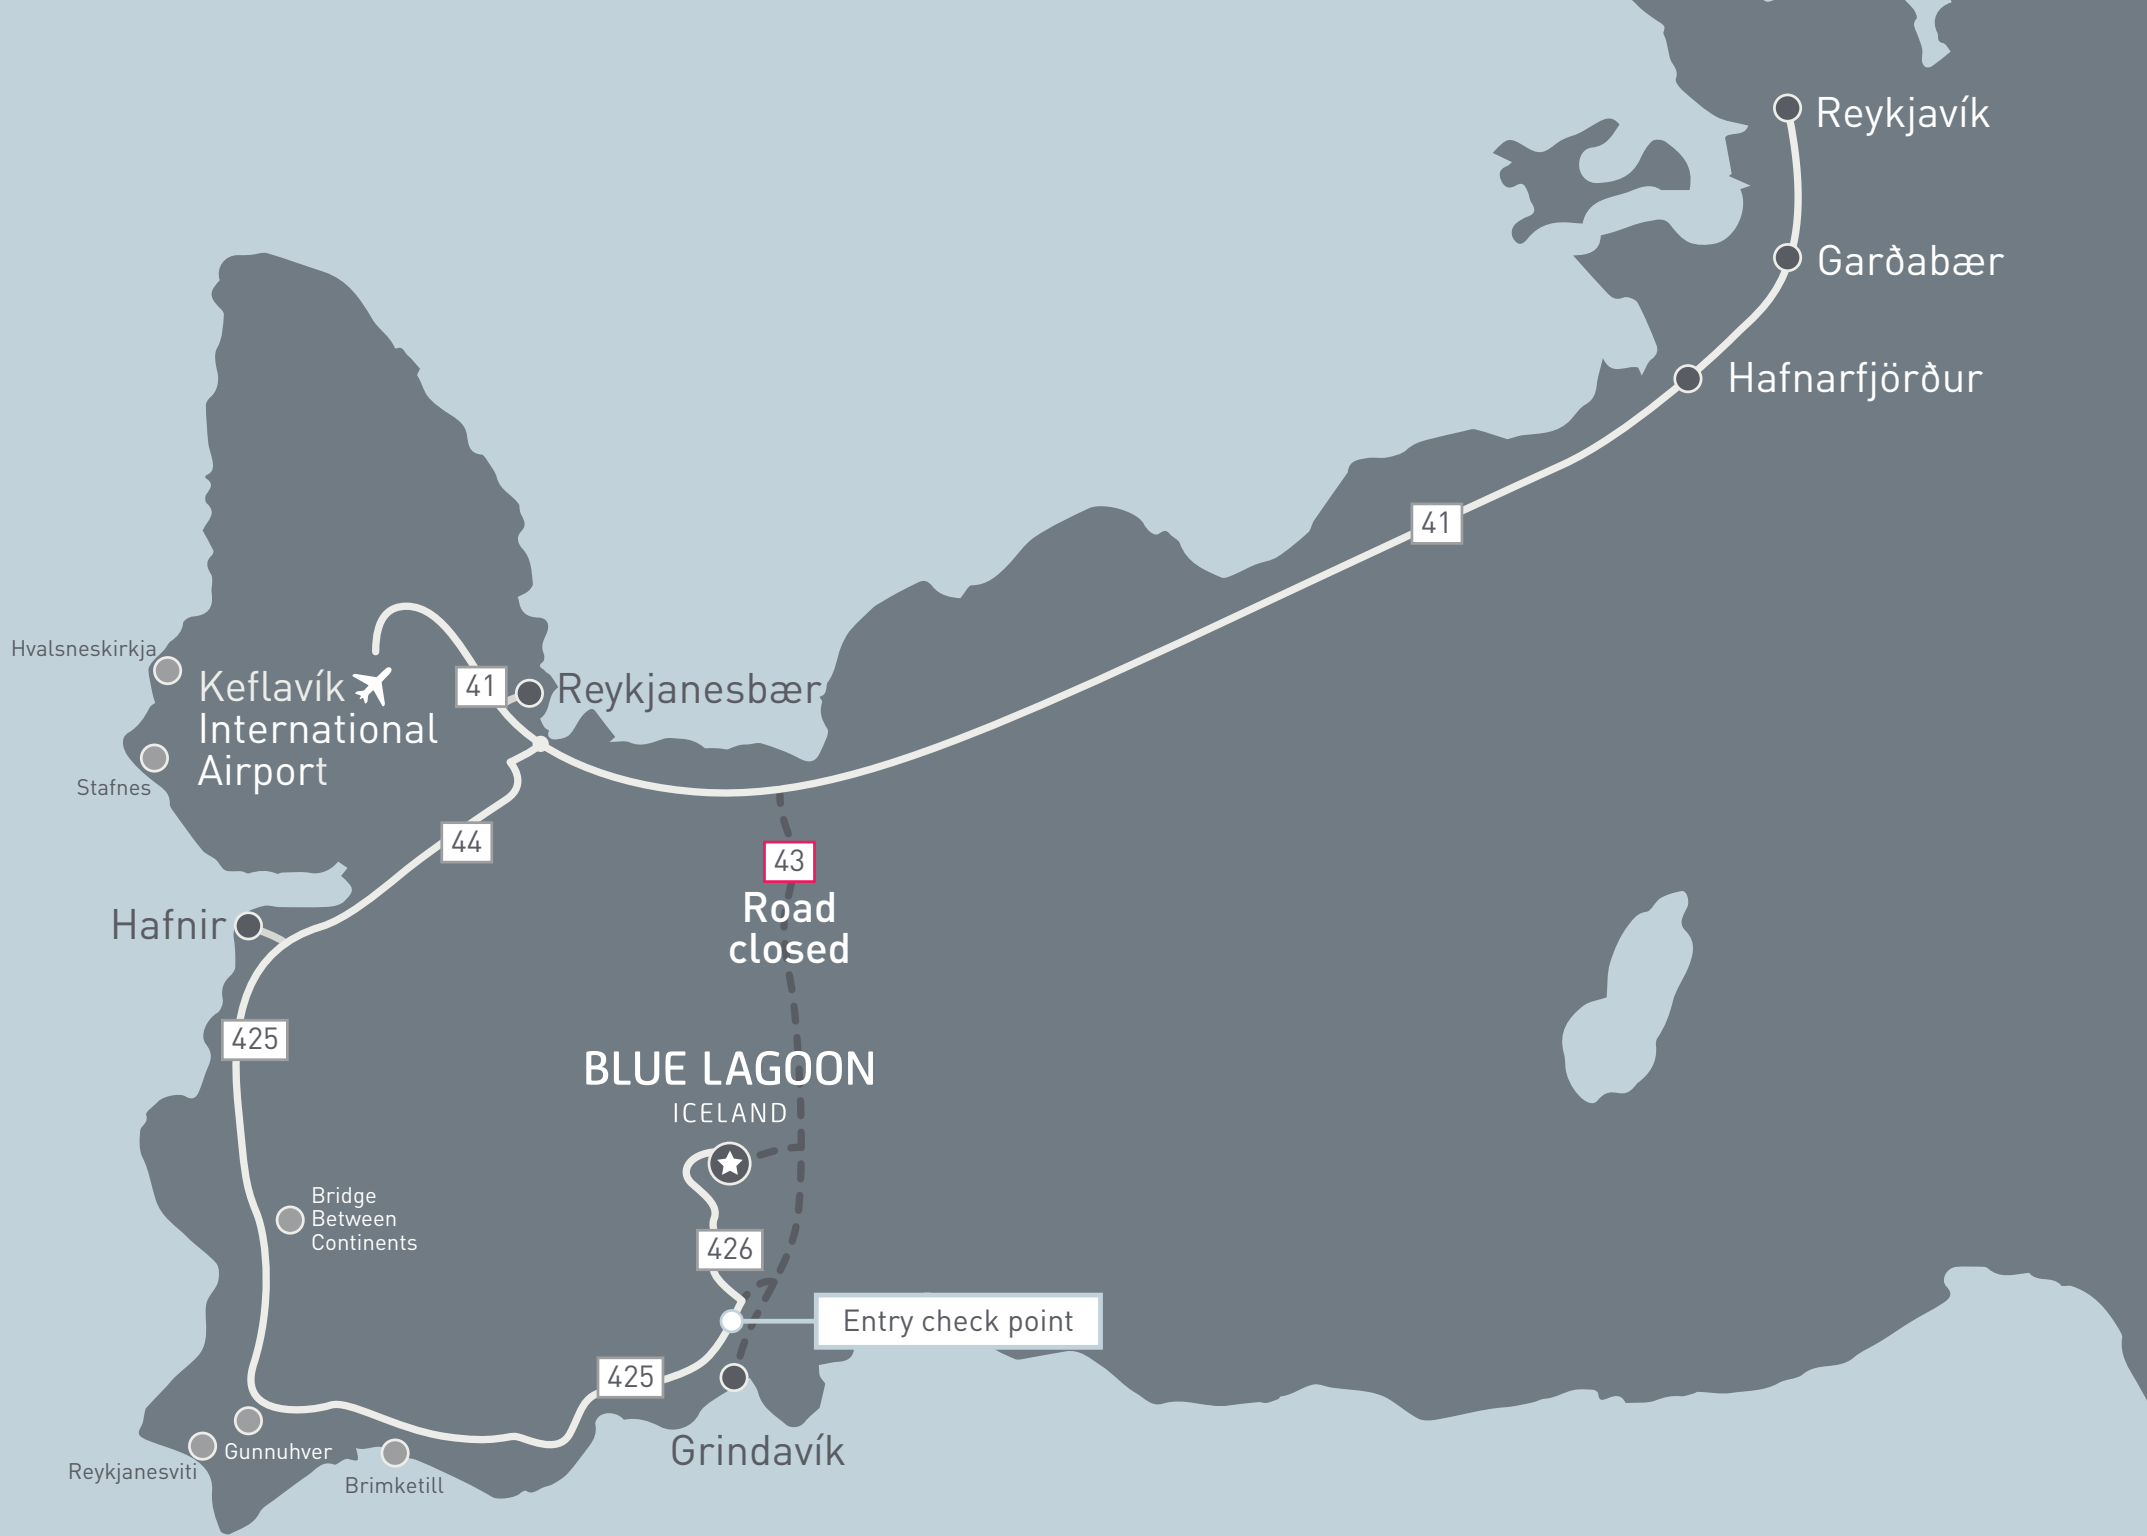 Reykjavík
Garðabær
Hafnarfjörður
41
Hvalsneskirkja
Keflavík
International
Airport
41
Reykjanesbær
Stafnes
44
43
Road
closed
Hafnir
425
BLUE LAGOON
ICELAND
Bridge
Between
Continents
426
Entry check point
425
Grindavík
Gunnuhver
Reykjanesviti
Brimketill